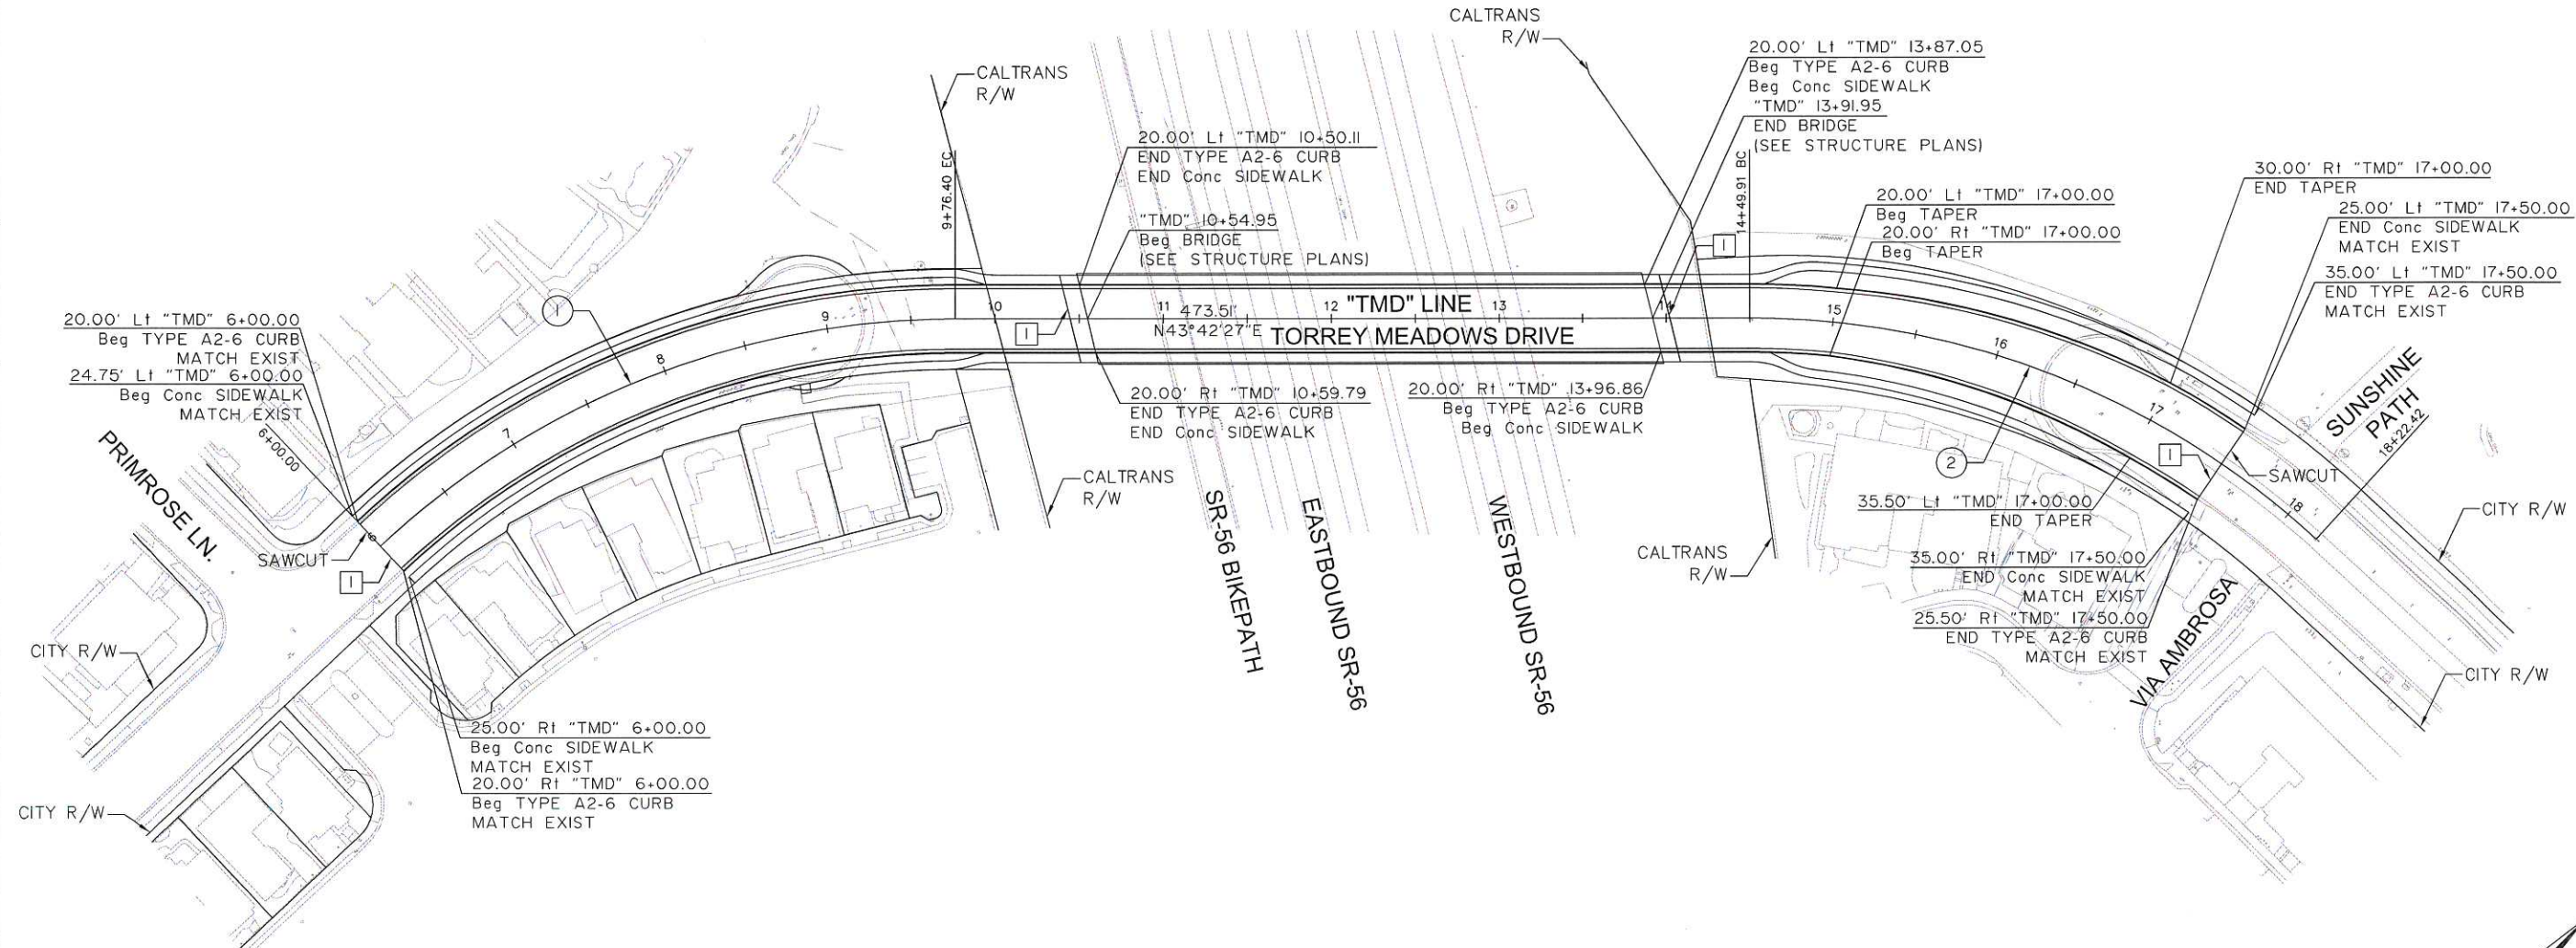 CALTRANS
R/W
CALTRANS
R/W
20.00' Lt "TMD" 13+87.05
Beg TYPE A2-6 CURB
Beg Conc SIDEWALK
"TMD" 13+91.95
END BRIDGE
(SEE STRUCTURE PLANS)
20.00' Lt "TMD" 10+50.11
END TYPE A2-6 CURB
END Conc SIDEWALK
"TMD" 10+54.95
Beg BRIDGE
(SEE STRUCTURE PLANS)
9+76.40 EC
14+49.91 BC
30.00' Rt "TMD" 17+00.00
END TAPER
20.00' Lt "TMD" 17+00.00
Beg TAPER
20.00' Rt "TMD" 17+00.00
Beg TAPER
25.00' Lt "TMD" 17+50.00
END Conc SIDEWALK
MATCH EXIST
35.00' Lt "TMD" 17+50.00
END TYPE A2-6 CURB
MATCH EXIST
20.00' Lt "TMD" 6+00.00
Beg TYPE A2-6 CURB
MATCH EXIST
24.75' Lt "TMD" 6+00.00
Beg Conc SIDEWALK
MATCH EXIST
6+00.00
1
1
1
6
7
8
9
10
11
12
13
14
15
16
17
18
473.51'
N43°42'27"E
"TMD" LINE
TORREY MEADOWS DRIVE
20.00' Rt "TMD" 10+59.79
END TYPE A2-6 CURB
END Conc SIDEWALK
20.00' Rt "TMD" 13+96.86
Beg TYPE A2-6 CURB
Beg Conc SIDEWALK
PRIMROSE LN.
SAWCUT
1
CALTRANS
R/W
SR-56 BIKEPATH
EASTBOUND SR-56
WESTBOUND SR-56
CALTRANS
R/W
2
1
SAWCUT
SUNSHINE
PATH
18+22.42
35.50' Lt "TMD" 17+00.00
END TAPER
35.00' Rt "TMD" 17+50.00
END Conc SIDEWALK
MATCH EXIST
25.50' Rt "TMD" 17+50.00
END TYPE A2-6 CURB
MATCH EXIST
VIA AMBROSA
CITY R/W
CITY R/W
CITY R/W
CITY R/W
25.00' Rt "TMD" 6+00.00
Beg Conc SIDEWALK
MATCH EXIST
20.00' Rt "TMD" 6+00.00
Beg TYPE A2-6 CURB
MATCH EXIST